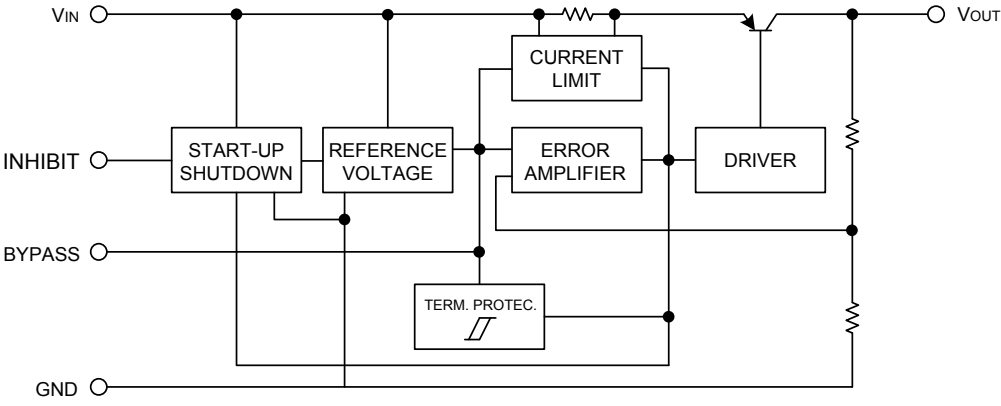 VIN
VOUT
CURRENT
LIMIT
INHIBIT
START-UP
SHUTDOWN
REFERENCE
VOLTAGE
ERROR
AMPLIFIER
DRIVER
BYPASS
TERM. PROTEC.
GND